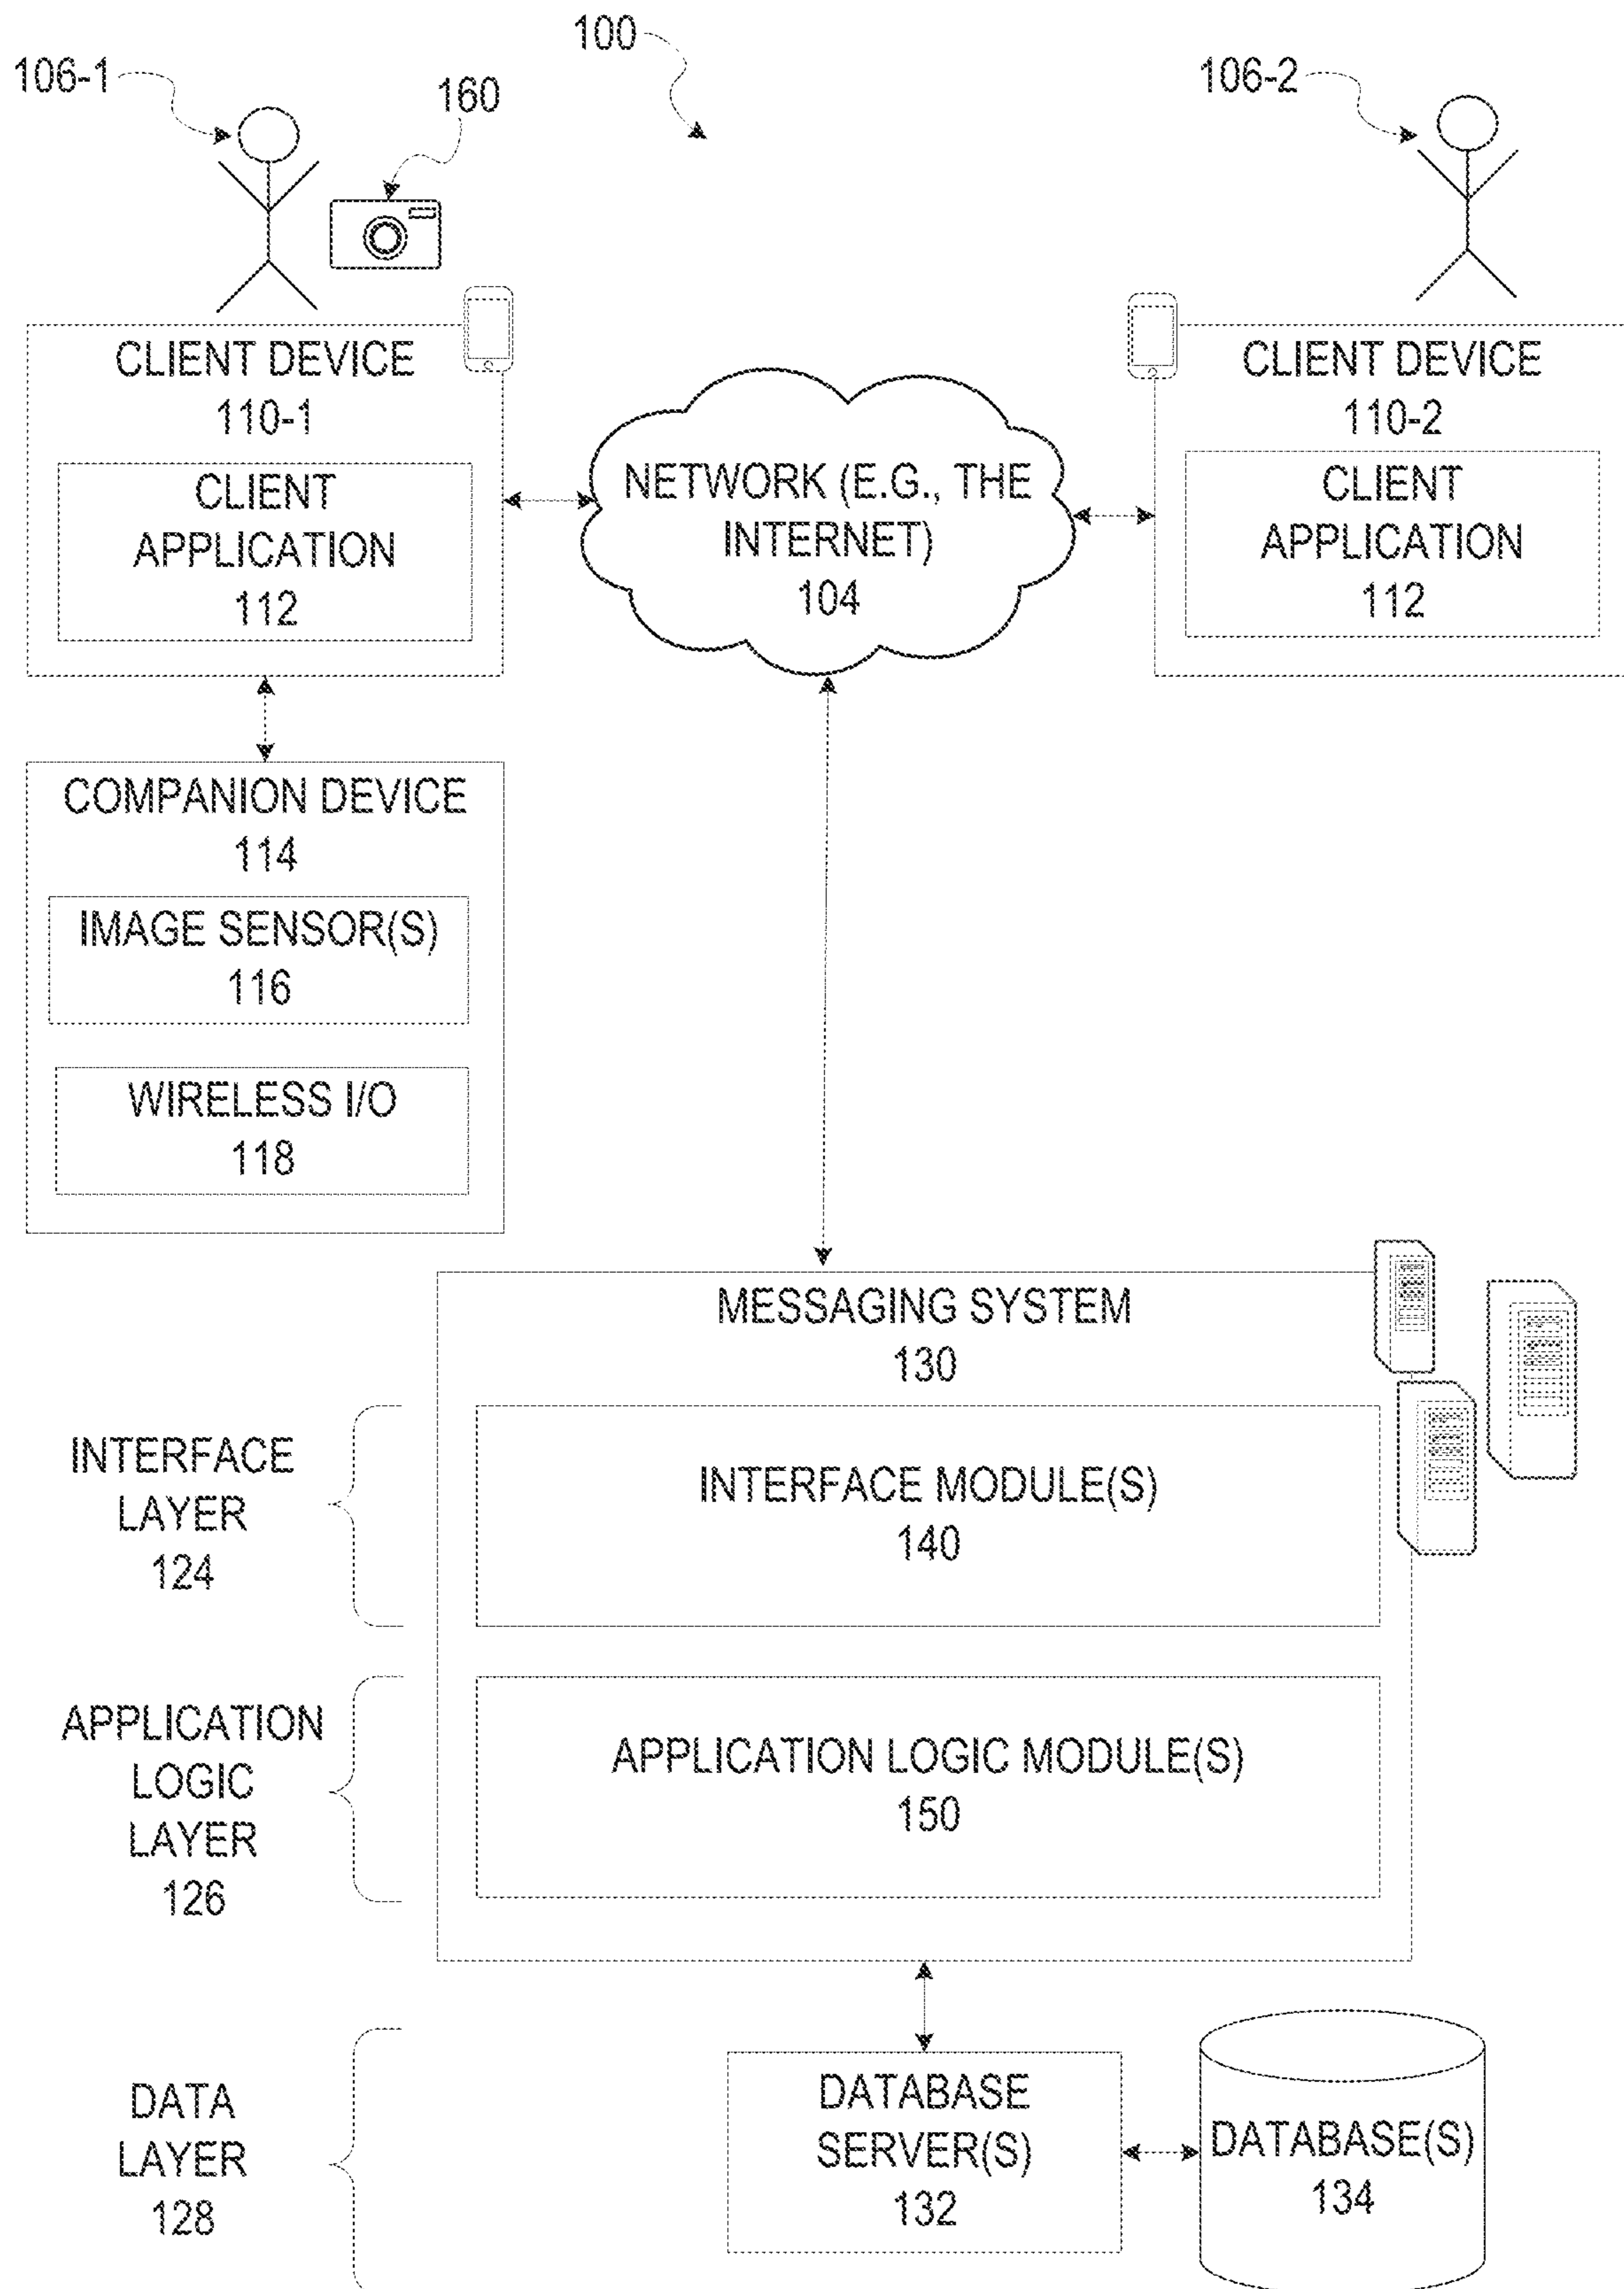 100
106-1
160
106-2
CLIENT DEVICE
110-1
CLIENT
APPLICATION
112
NETWORK (E.G., THE
INTERNET)
104
CLIENT DEVICE
110-2
CLIENT
APPLICATION
112
COMPANION DEVICE
114
IMAGE SENSOR(S)
116
WIRELESS I/O
118
MESSAGING SYSTEM
130
INTERFACE
LAYER
124
INTERFACE MODULE(S)
140
APPLICATION
LOGIC
LAYER
126
APPLICATION LOGIC MODULE(S)
150
DATA
LAYER
128
DATABASE
SERVER(S)
132
DATABASE(S)
134